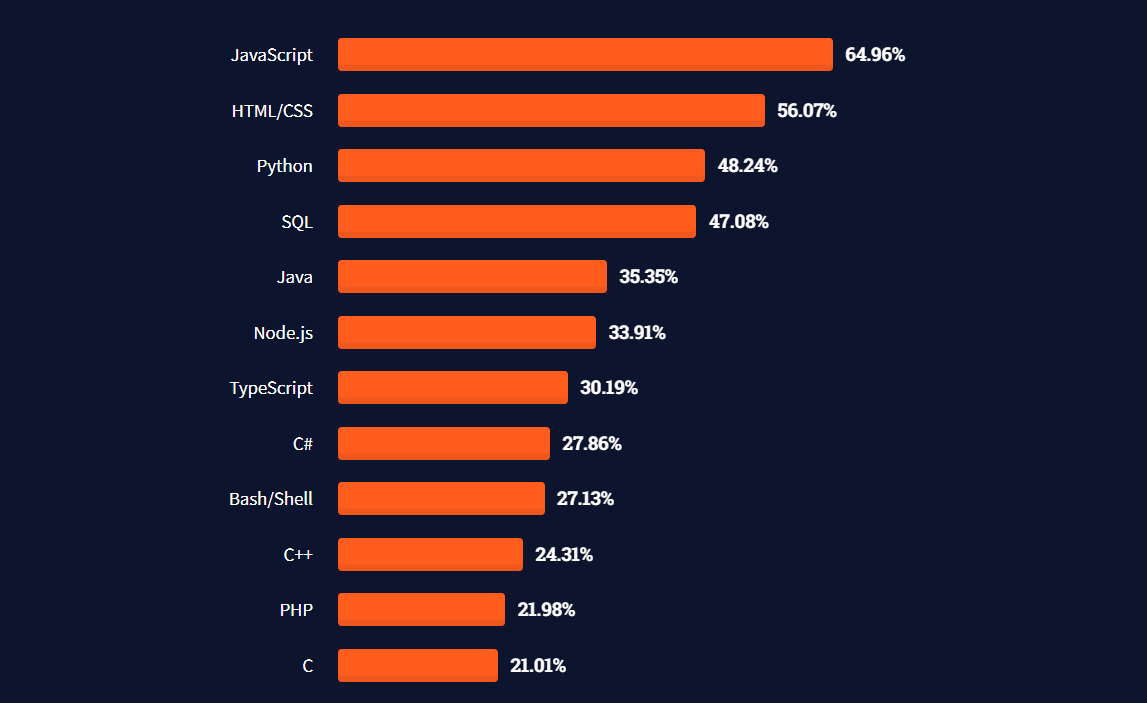 JavaScript 64.96%
HTML/CSS 56.07%
Python 48.24%
SQL 47.08%
Java 35.35%
Node.js 33.91%
TypeScript 30.19%
C# 27.86%
Bash/Shell 27.13%
C++ 24.31%
PHP 21.98%
C 21.01%